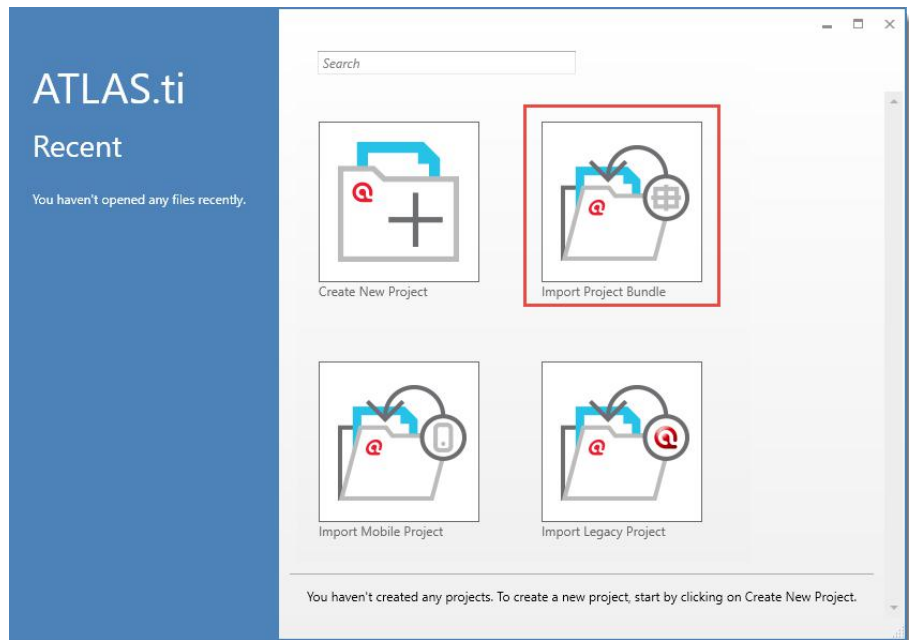 ATLAS.ti
Recent
You haven't opened any files recently.
Search
Create New Project
Import Project Bundle
Import Mobile Project
Import Legacy Project
You haven't created any projects. To create a new project, start by clicking on Create New Project.